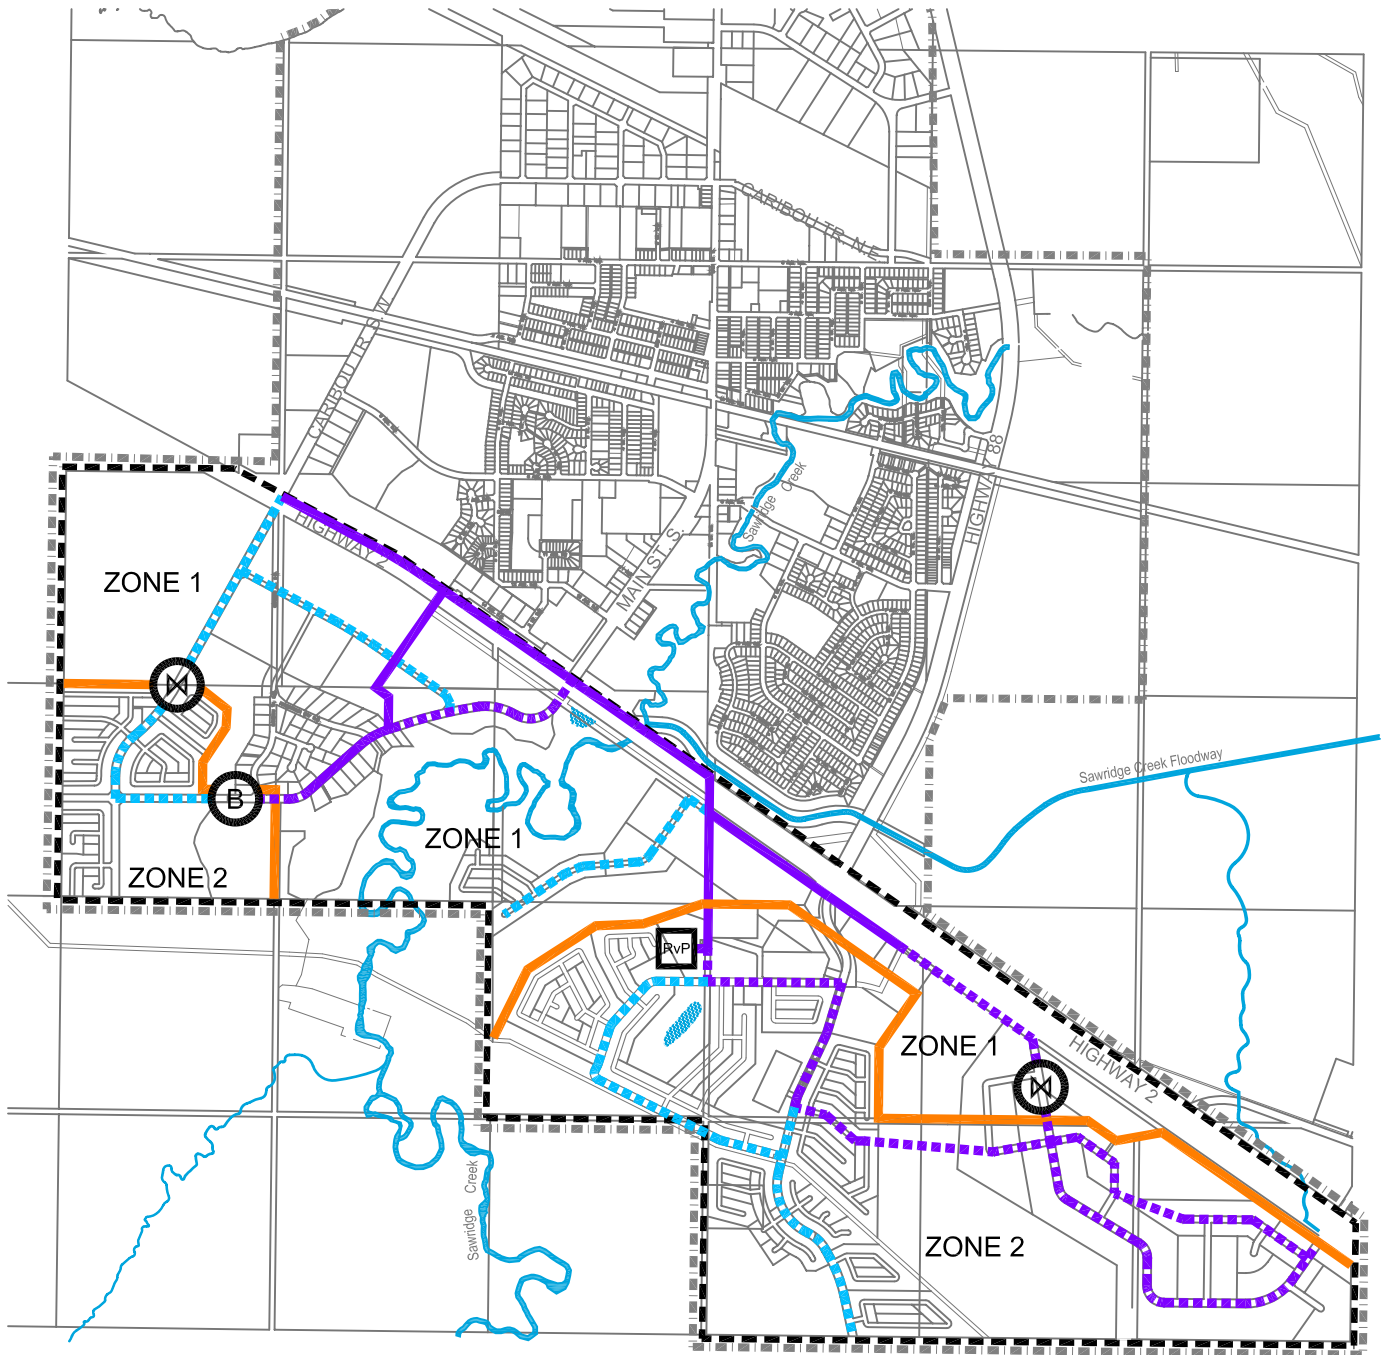 CARIBOU TR. N.E.
CARIBOU TR. S.W.
HIGHWAY 88
Sawridge Creek
HIGHWAY 2
MAIN ST. S.
ZONE 1
B
ZONE 2
ZONE 1
Sawridge Creek Floodway
RvP
ZONE 1
HIGHWAY 2
Sawridge Creek
ZONE 2